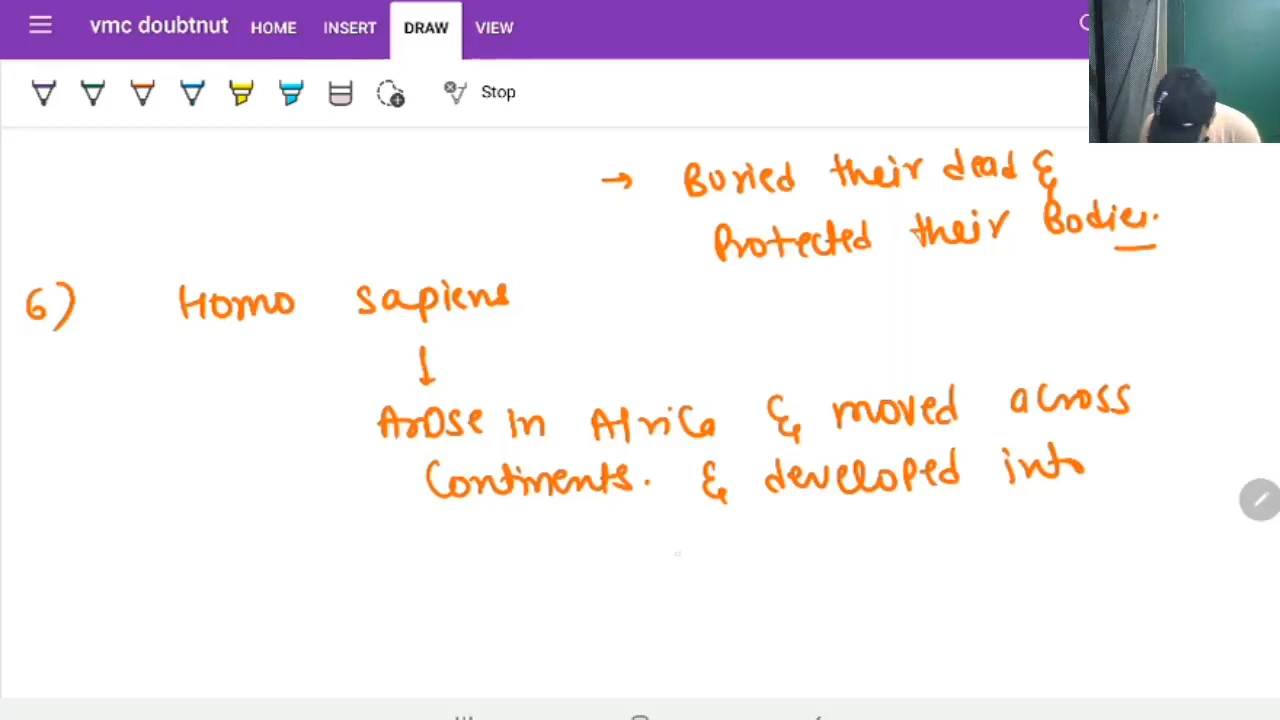 vmc doubtnut HOME INSERT DRAW VIEW
Stop
→ Buried their dead &
Protected their Bodies.
6) Homo sapiens
↓
Arose in Africa & moved across
Continents. & developed into